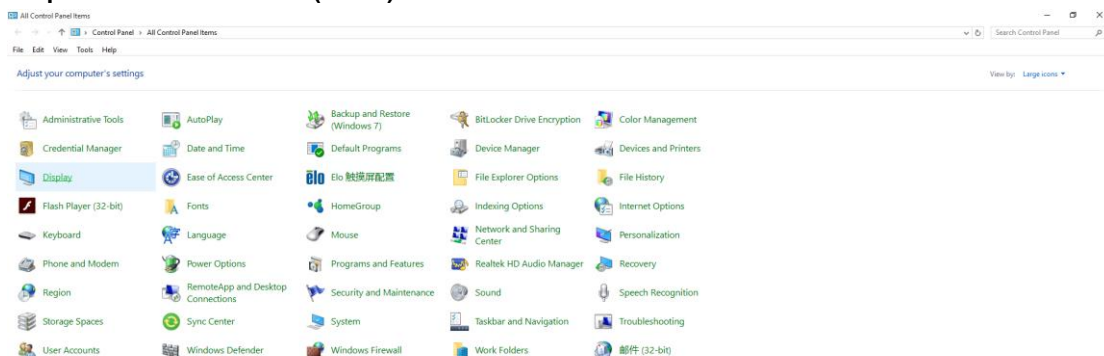 All Control Panel Items
Control Panel > All Control Panel Items
Search Control Panel
File Edit View Tools Help
Adjust your computer's settings
View by: Large icons
Administrative Tools
AutoPlay
Backup and Restore
(Windows 7)
BitLocker Drive Encryption
Color Management
Credential Manager
Date and Time
Default Programs
Device Manager
Devices and Printers
Display
Ease of Access Center
elo
Elo 触摸屏配置
File Explorer Options
File History
Flash Player (32-bit)
Fonts
HomeGroup
Indexing Options
Internet Options
Keyboard
Language
Mouse
Network and Sharing
Center
Personalization
Phone and Modem
Power Options
Programs and Features
Realtek HD Audio Manager
Recovery
Region
RemoteApp and Desktop
Connections
Security and Maintenance
Sound
Speech Recognition
Storage Spaces
Sync Center
System
Taskbar and Navigation
Troubleshooting
User Accounts
Windows Defender
Windows Firewall
Work Folders
邮件 (32-bit)